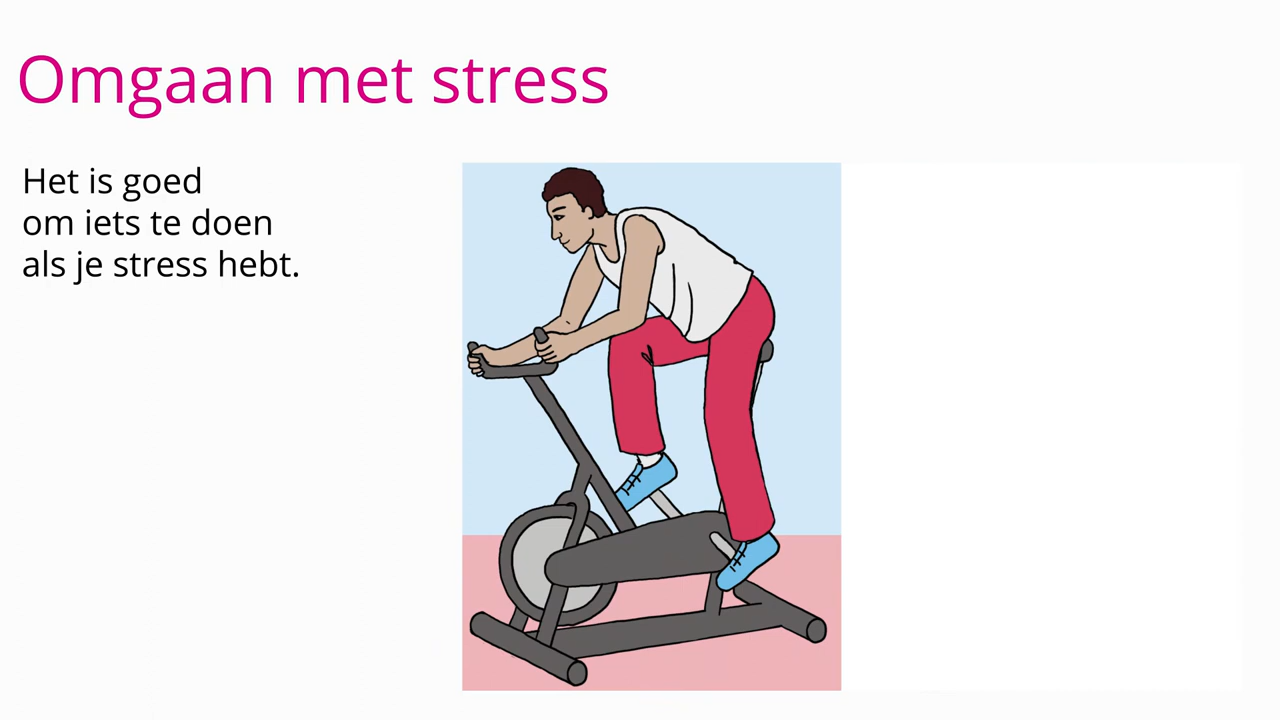 Omgaan met stress
Het is goed
om iets te doen
als je stress hebt.